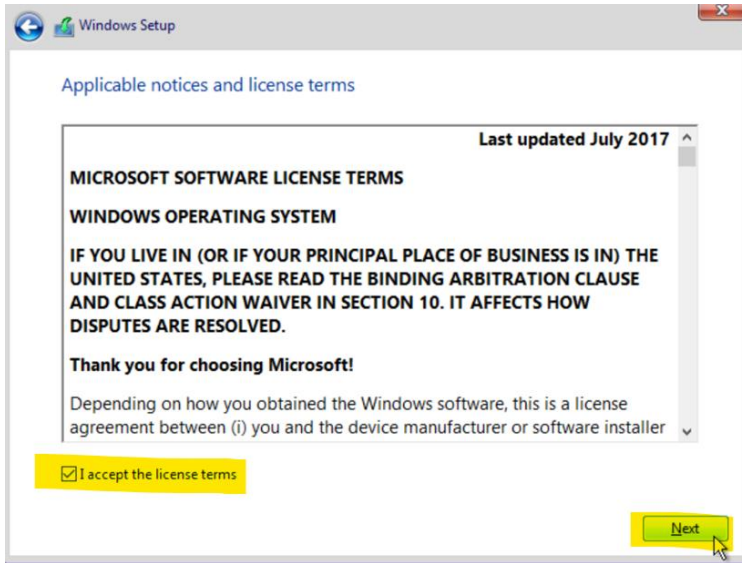 Windows Setup
Applicable notices and license terms
Last updated July 2017
MICROSOFT SOFTWARE LICENSE TERMS
WINDOWS OPERATING SYSTEM
IF YOU LIVE IN (OR IF YOUR PRINCIPAL PLACE OF BUSINESS IS IN) THE
UNITED STATES, PLEASE READ THE BINDING ARBITRATION CLAUSE
AND CLASS ACTION WAIVER IN SECTION 10. IT AFFECTS HOW
DISPUTES ARE RESOLVED.
Thank you for choosing Microsoft!
Depending on how you obtained the Windows software, this is a license
agreement between (i) you and the device manufacturer or software installer
I accept the license terms
Next